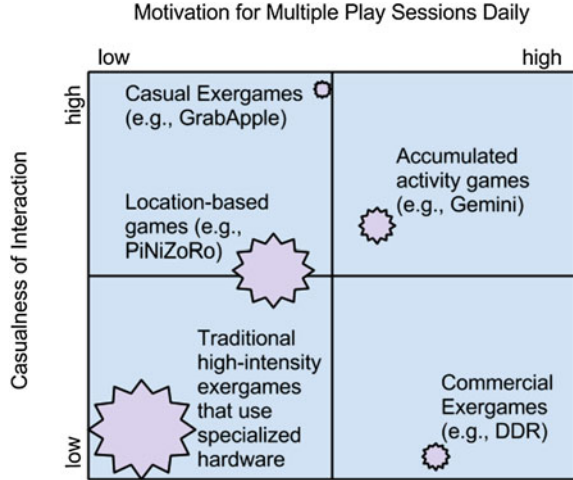 Motivation for Multiple Play Sessions Daily
low
high
high
Casual Exergames
(e.g., GrabApple)
Accumulated
activity games
(e.g., Gemini)
Location-based
games (e.g.,
PiNiZoRo)
Casualness of Interaction
Traditional
high-intensity
exergames
that use
specialized
hardware
Commercial
Exergames
(e.g., DDR)
low